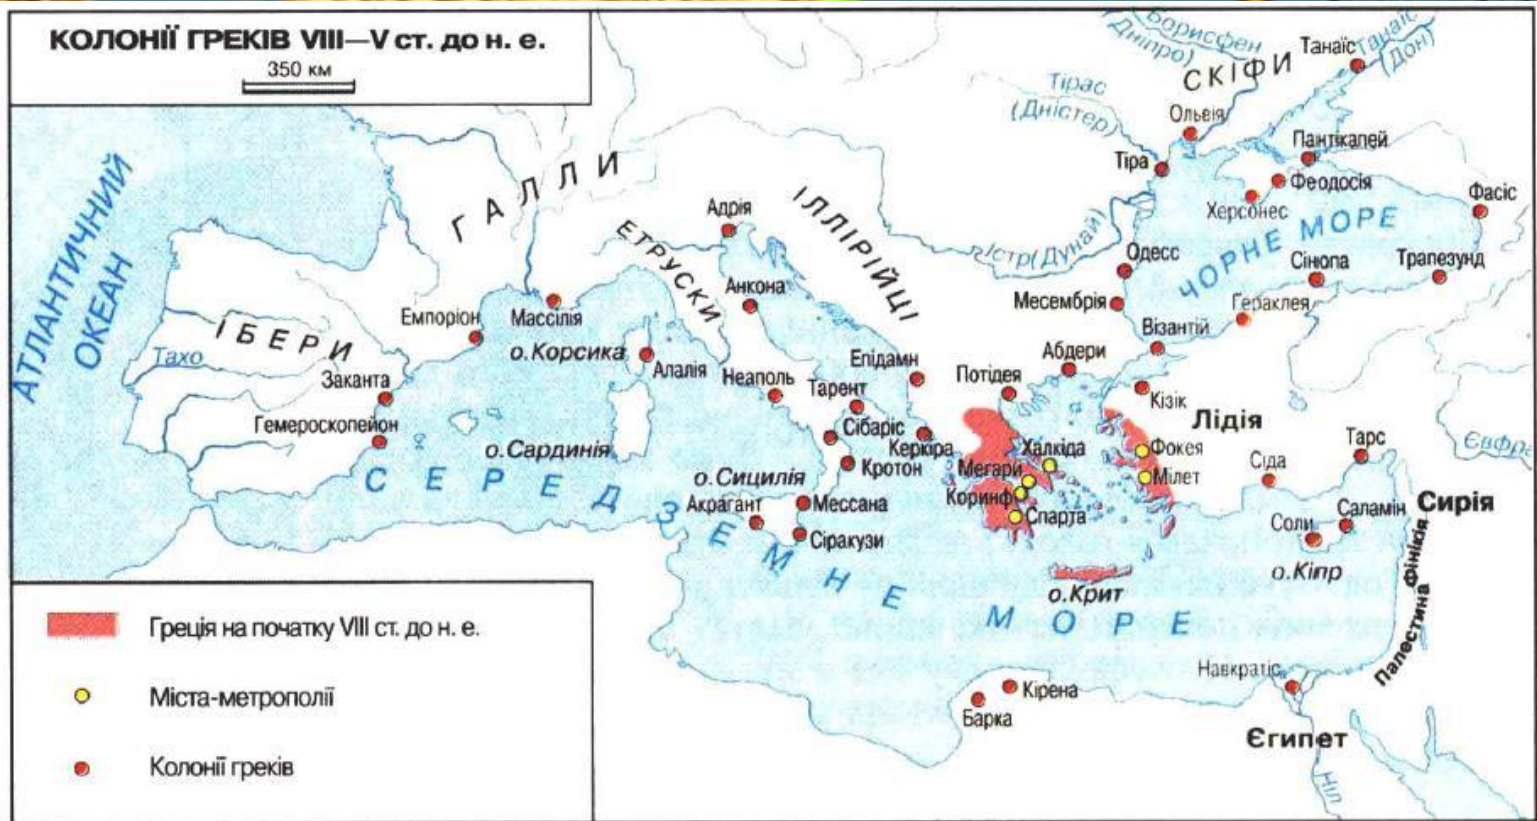 КОЛОНІЇ ГРЕКІВ VIII—V ст. до н. е.
350 км
АТЛАНТИЧНИЙ
ОКЕАН
ІБЕРИ
Тахо
ГАЛЛИ
ЕТРУСКИ
ІЛЛІРІЙЦІ
СКІФИ
Борисфен
(Дніпро)
Танаїс
Танаїс
(Дон)
Тірас
(Дністер)
Ольвія
Тіра
Пантікапей
Феодосія
Херсонес
Фасіс
ЧОРНЕ МОРЕ
Істр(Дунай)
Одесс
Месембрія
Сінопа
Трапезунд
Гераклея
Візантій
Адрія
Анкона
Емпоріон
Массілія
о.Корсика
Алалія
Заканта
Гемероскопейон
о.Сардинія
Неаполь
Тарент
Епідамн
Потідея
Абдери
Кізік
Лідія
Сібаріс
Керкіра
Кротон
Халкіда
Фокея
Мегари
Мілет
Коринф
Спарта
Сіда
Тарс
Євфра
о.Сицилія
Акрагант
Мессана
Сіракузи
Соли
Саламін
о.Кіпр
Сирія
Фінікія
Палестина
о.Крит
СЕРЕДЗЕМНЕ МОРЕ
Навкратіс
Кірена
Барка
Єгипет
Ніл
Греція на початку VIII ст. до н. е.
Міста-метрополії
Колонії греків